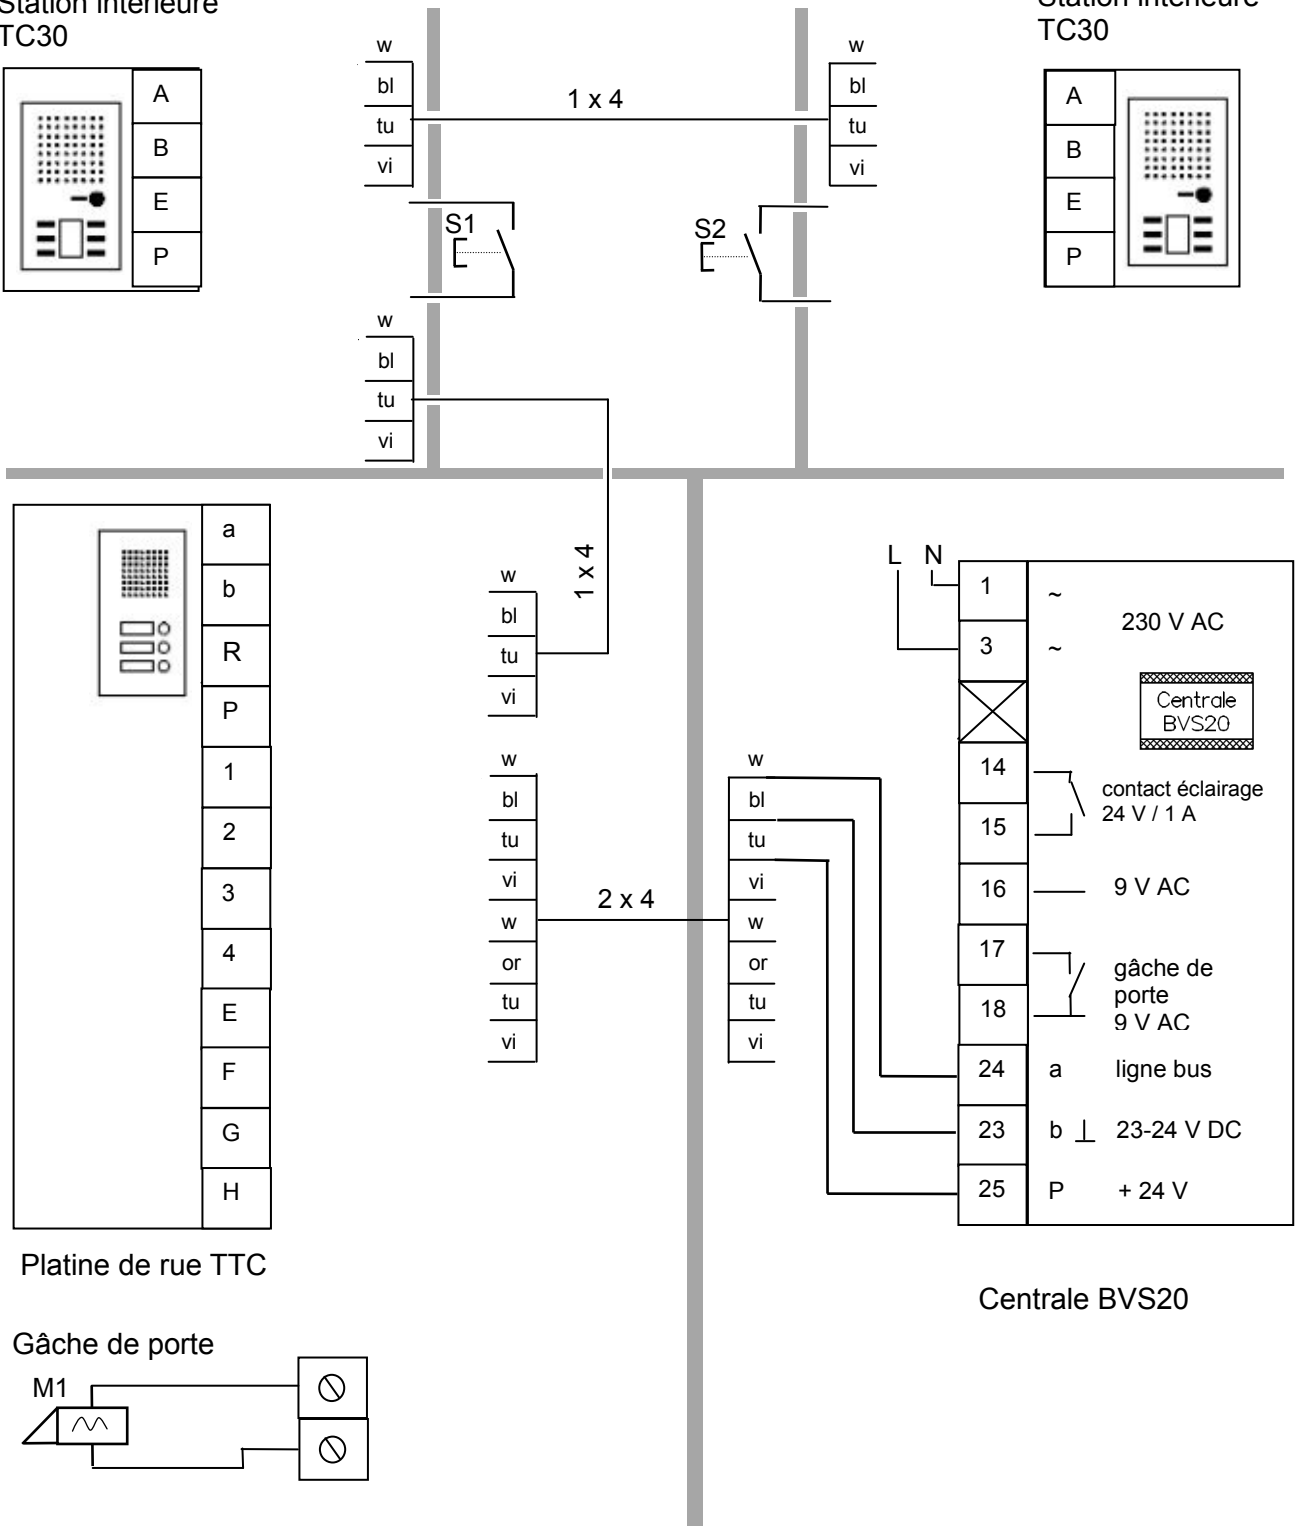 Station intérieure
TC30
A
B
E
P
w
bl
tu
vi
1 x 4
w
bl
tu
vi
Station intérieure
TC30
A
B
E
P
S1
S2
w
bl
tu
vi
1 x 4
a
b
R
P
1
2
3
4
E
F
G
H
Platine de rue TTC
w
bl
tu
vi
w
bl
tu
vi
w
or
tu
vi
2 x 4
w
bl
tu
vi
w
or
tu
vi
L N
1 ~
230 V AC
3 ~
Centrale
BVS20
14
contact éclairage
24 V / 1 A
15
16 9 V AC
17
gâche de
porte
18
9 V AC
24 a ligne bus
23 b 23-24 V DC
25 P + 24 V
Centrale BVS20
Gâche de porte
M1